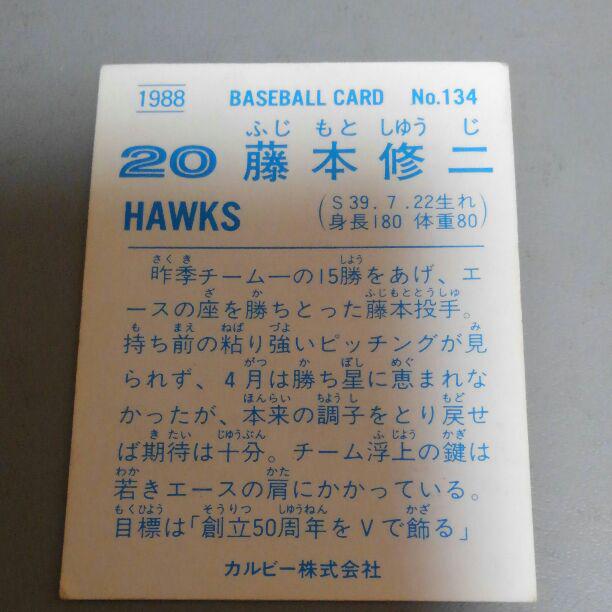 1988 BASEBALL CARD No.134
ふじ もと しゆう じ
20 藤本修二
HAWKS
(S39.7.22生れ
身長180 体重80)
さくき しよう
昨季チーム一の15勝をあげ、エ
ざ か ふじもととうしゆ
ースの座を勝ちとった藤本投手。
も まえ ねば づよ み
持ち前の粘り強いピッチングが見
がつ か ぼし めぐ
られず、4月は勝ち星に恵まれな
ほんらい ちようし もど
かったが、本来の調子をとり戻せ
きたい じゆうぶん ふじよう かぎ
ば期待は十分。チーム浮上の鍵は
わか かた
若きエースの肩にかかっている。
もくひよう そうりつ しゆうねん かざ
目標は「創立50周年をVで飾る」
カルビー株式会社